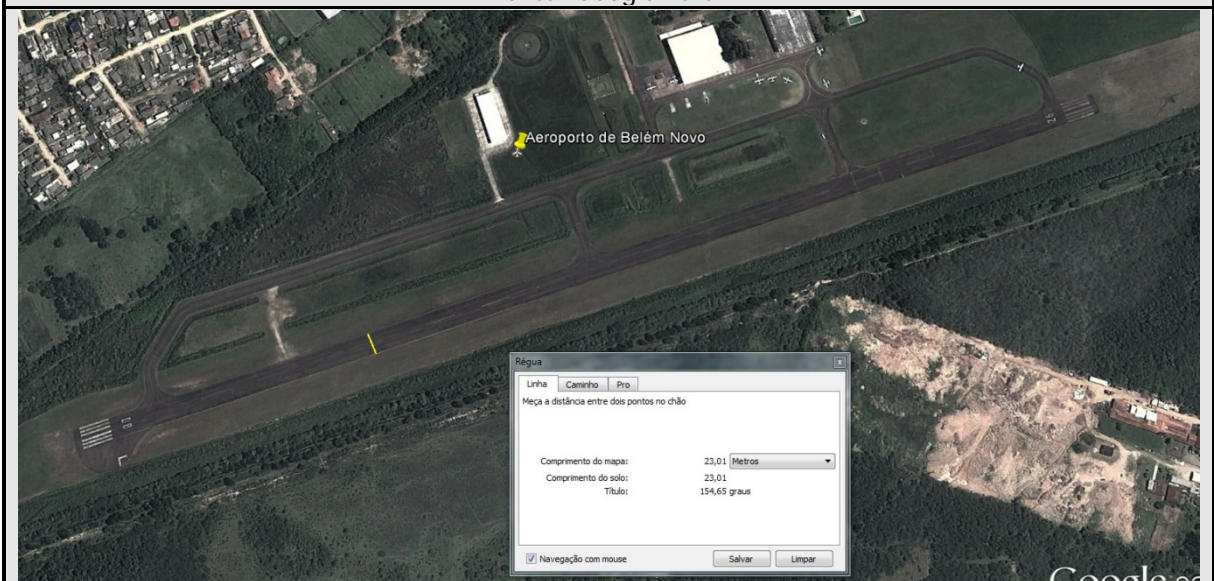 Aeroporto de Belém Novo
Régua
Linha Caminho Pro
Meça a distância entre dois pontos no chão
Comprimento do mapa: 23,01 Metros
Comprimento do solo: 23,01
Título: 154,65 graus
Navegação com mouse Salvar Limpar